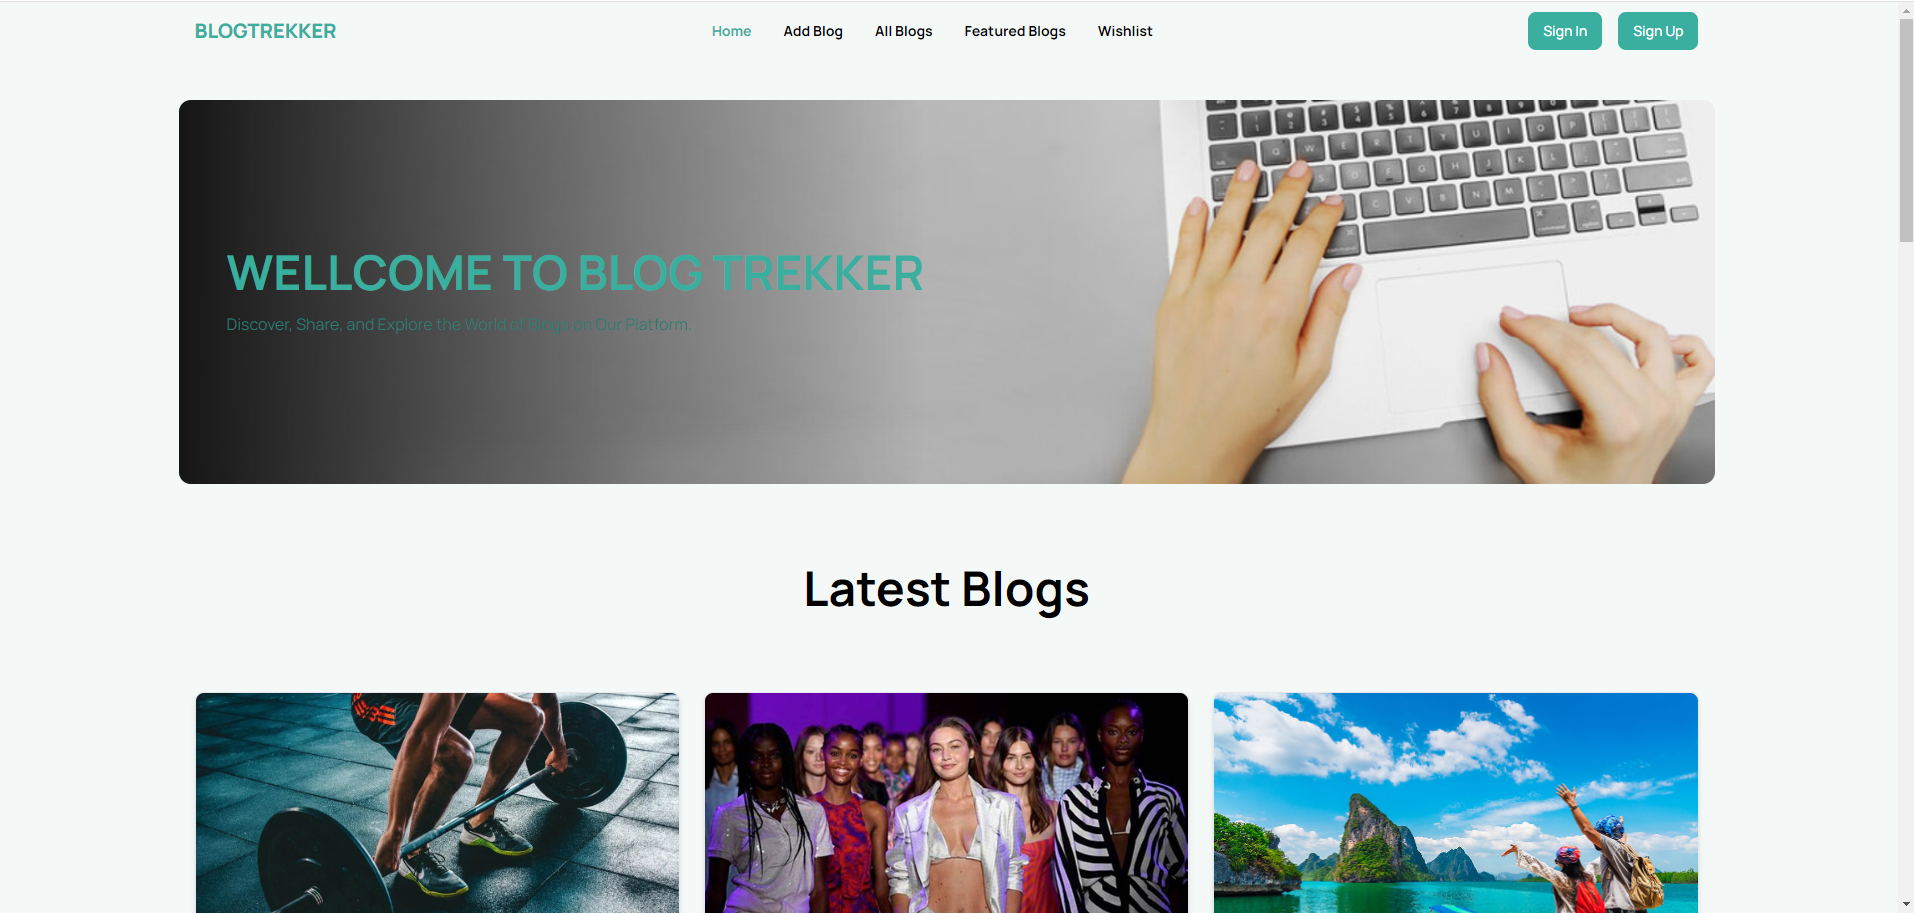 BLOGTREKKER
Home Add Blog All Blogs Featured Blogs Wishlist
Sign In Sign Up
WELLCOME TO BLOG TREKKER
Discover, Share, and Explore the World of Blogs on Our Platform.
Latest Blogs